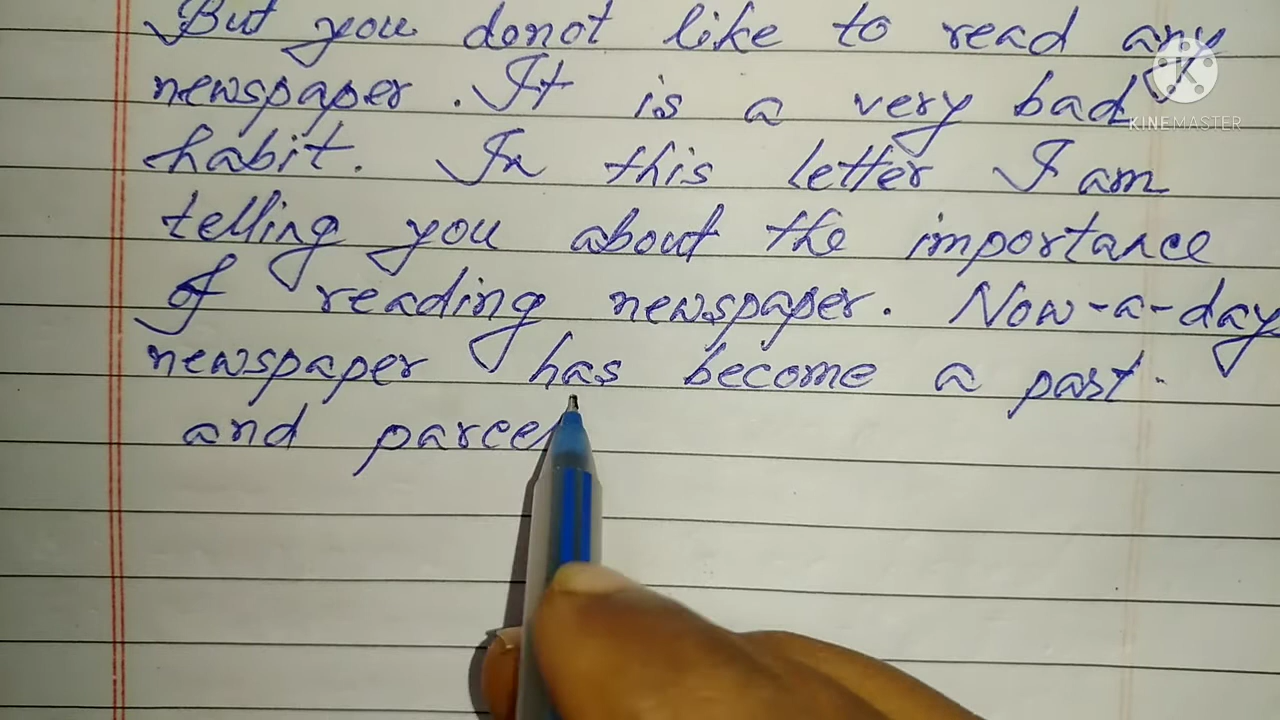 But you donot like to read any
newspaper. It is a very bad
habit. In this letter I am
telling you about the importance
of reading newspaper. Now-a-day
newspaper has become a part
and parcel
KINEMASTER